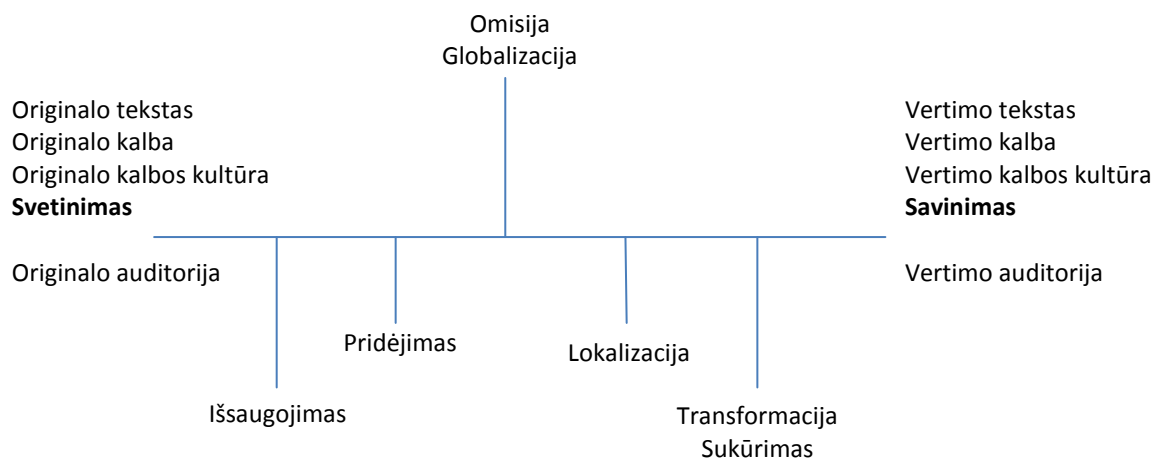 Omisija
Globalizacija
Originalo tekstas
Originalo kalba
Originalo kalbos kultūra
Svetinimas
Originalo auditorija
Vertimo tekstas
Vertimo kalba
Vertimo kalbos kultūra
Savinimas
Vertimo auditorija
Pridėjimas
Lokalizacija
Išsaugojimas
Transformacija
Sukūrimas